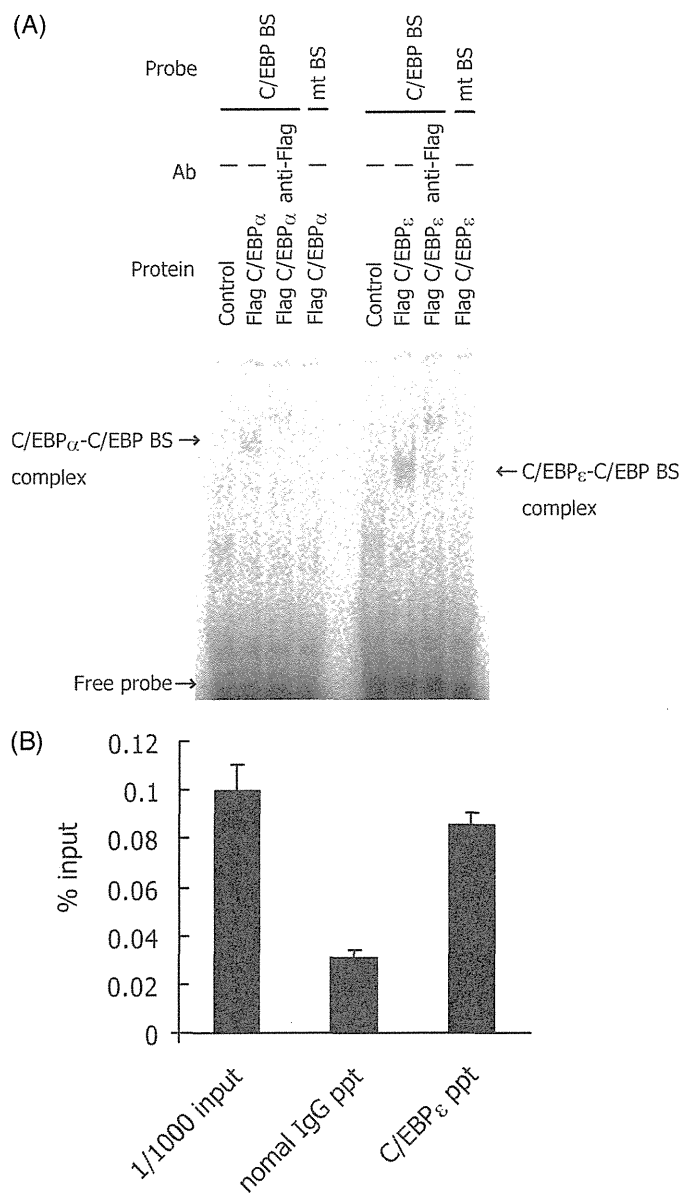 (A)
Probe
C/EBP BS
mt BS
C/EBP BS
mt BS
Ab
—
—
anti-Flag
—
—
—
anti-Flag
—
Protein
Control
Flag C/EBPα
Flag C/EBPα
Flag C/EBPα
Control
Flag C/EBPε
Flag C/EBPε
Flag C/EBPε
C/EBPα-C/EBP BS →
complex
← C/EBPε-C/EBP BS
complex
Free probe→
(B)
% input
0.12
0.1
0.08
0.06
0.04
0.02
0
1/1000 input
nomal IgG ppt
C/EBPε ppt